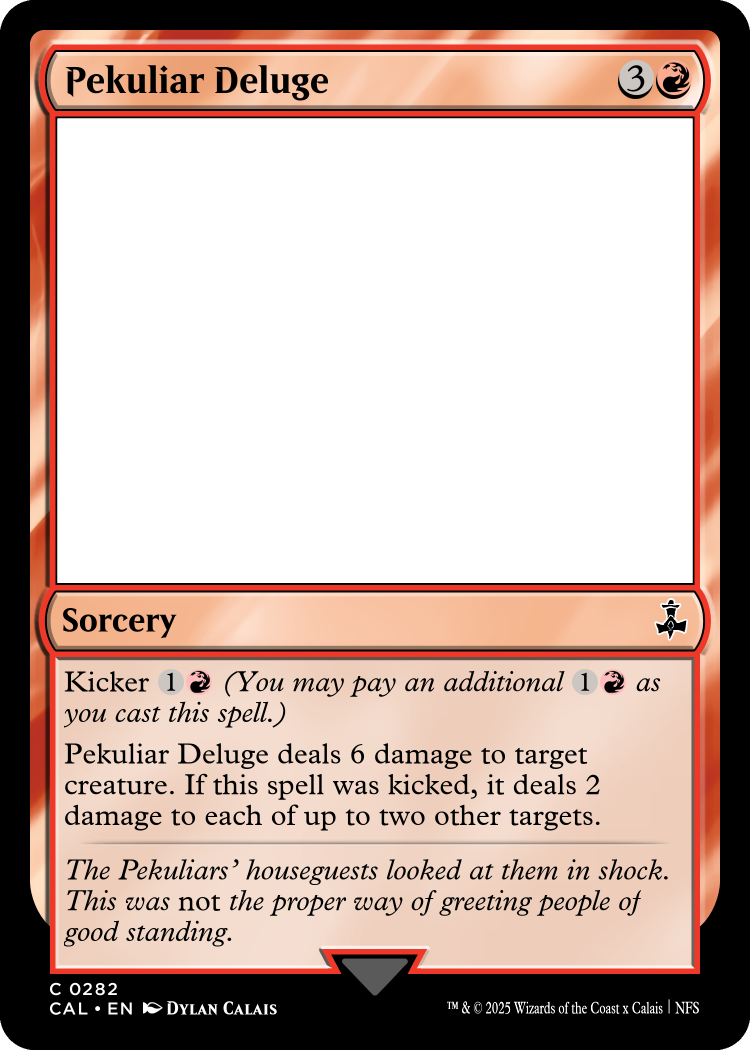 Pekuliar Deluge 3
Sorcery
Kicker 1 (You may pay an additional 1 as
you cast this spell.)
Pekuliar Deluge deals 6 damage to target
creature. If this spell was kicked, it deals 2
damage to each of up to two other targets.
The Pekuliars’ houseguests looked at them in shock.
This was not the proper way of greeting people of
good standing.
C 0282
CAL • EN Dylan Calais
™ & © 2025 Wizards of the Coast x Calais | NFS